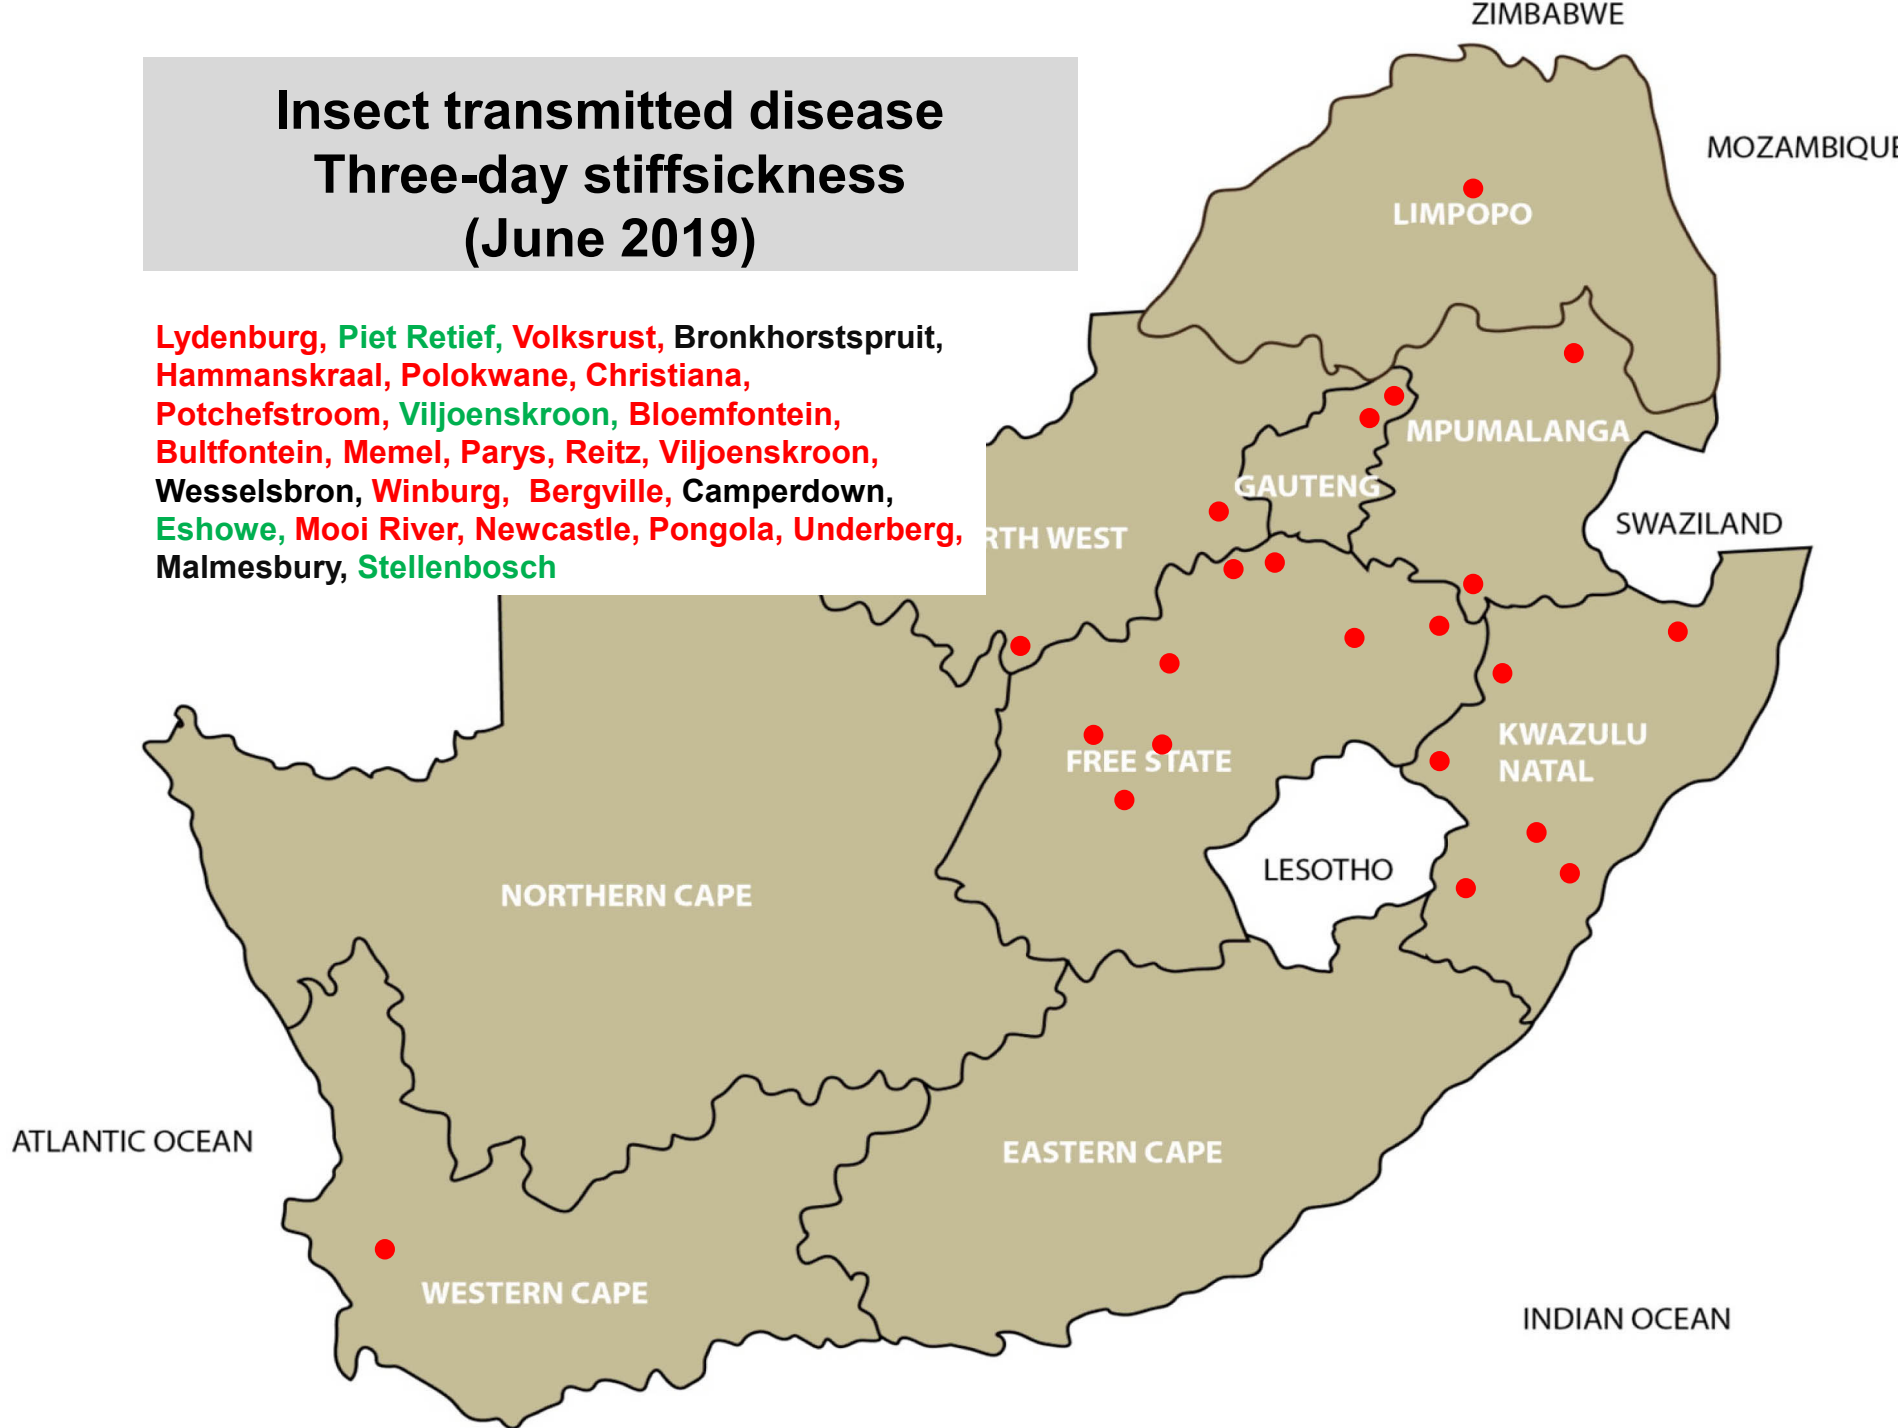 ZIMBABWE
Insect transmitted disease
Three-day stiffsickness
(June 2019)
MOZAMBIQUE
LIMPOPO
Lydenburg, Piet Retief, Volksrust, Bronkhorstspruit,
Hammanskraal, Polokwane, Christiana,
Potchefstroom, Viljoenskroon, Bloemfontein,
Bultfontein, Memel, Parys, Reitz, Viljoenskroon,
Wesselsbron, Winburg, Bergville, Camperdown,
Eshowe, Mooi River, Newcastle, Pongola, Underberg,
Malmesbury, Stellenbosch
MPUMALANGA
GAUTENG
RTH WEST
SWAZILAND
KWAZULU
NATAL
FREE STATE
LESOTHO
NORTHERN CAPE
ATLANTIC OCEAN
EASTERN CAPE
WESTERN CAPE
INDIAN OCEAN